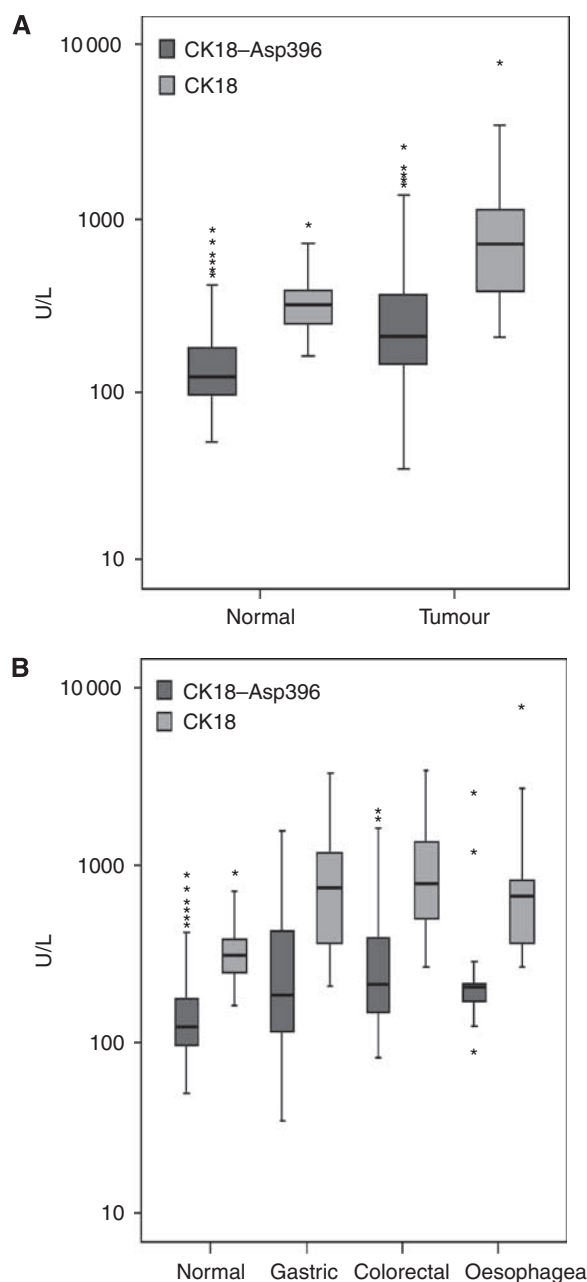 A
10 000
CK18–Asp396
CK18
1000
U/L
100
10
Normal Tumour
B
10 000
CK18–Asp396
CK18
1000
U/L
100
10
Normal Gastric Colorectal Oesophagea